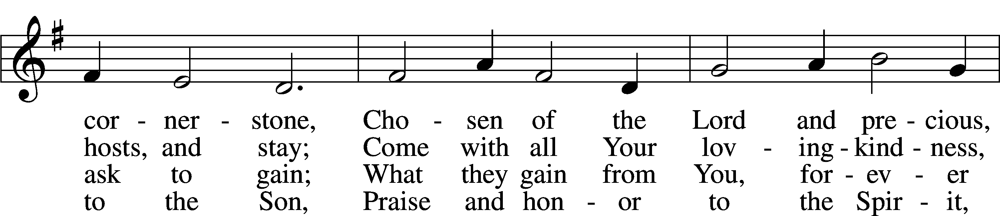 cor - ner - stone, Cho - sen of the Lord and pre - cious,
hosts, and stay; Come with all Your lov - ing - kind - ness,
ask to gain; What they gain from You, for - ev - er
to the Son, Praise and hon - or to the Spir - it,